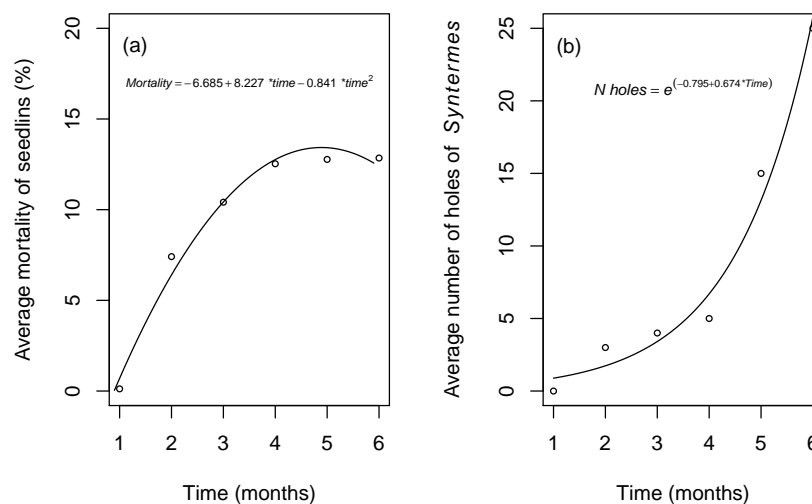 (a)
Mortality = −6.685+8.227 *time − 0.841 *time²
Average mortality of seedlins (%)
20
15
10
5
0
1 2 3 4 5 6
Time (months)
(b)
N holes = e^(−0.795+0.674*Time)
Average number of holes of Syntermes
25
20
15
10
5
0
1 2 3 4 5 6
Time (months)